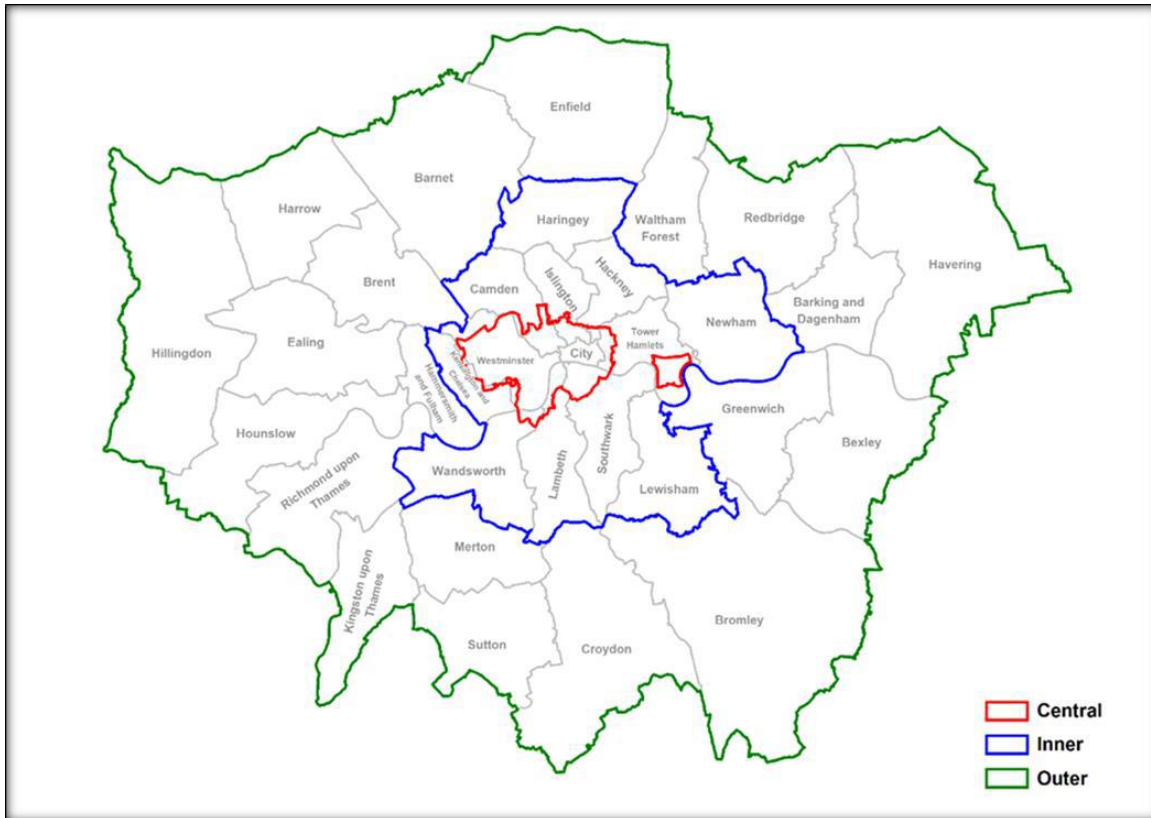 Enfield
Barnet
Harrow
Haringey
Waltham
Forest
Redbridge
Havering
Brent
Camden
Islington
Hackney
Barking and
Dagenham
Newham
Hillingdon
Ealing
Tower
Hamlets
Westminster
City
Kensington and
Chelsea
Hammersmith
and Fulham
Greenwich
Bexley
Hounslow
Richmond upon
Thames
Wandsworth
Lambeth
Southwark
Lewisham
Merton
Kingston upon
Thames
Sutton
Croydon
Bromley
Central
Inner
Outer